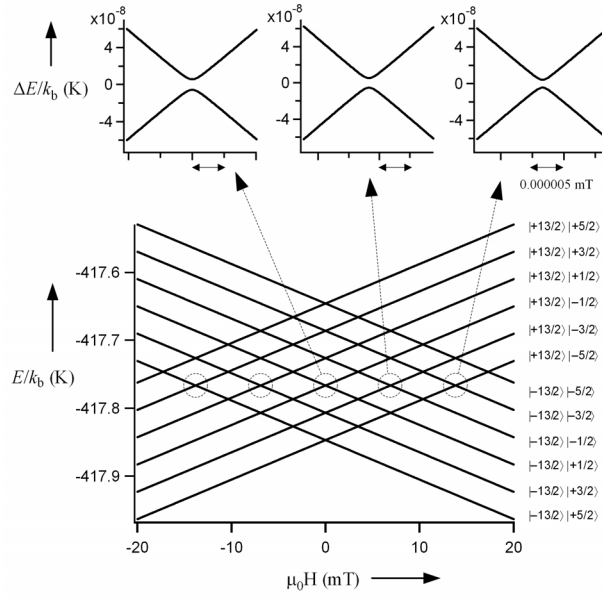 x10⁻⁸ x10⁻⁸ x10⁻⁸
4 4 4
ΔE/k_b (K) 0 0 0
-4 -4 -4
0.000005 mT
|+13/2⟩|+5/2⟩
|+13/2⟩|+3/2⟩
-417.6
|+13/2⟩|+1/2⟩
|+13/2⟩|−1/2⟩
|+13/2⟩|−3/2⟩
-417.7
|+13/2⟩|−5/2⟩
E/k_b (K)
|−13/2⟩|−5/2⟩
-417.8
|−13/2⟩|−3/2⟩
|−13/2⟩|−1/2⟩
|−13/2⟩|+1/2⟩
-417.9
|−13/2⟩|+3/2⟩
|−13/2⟩|+5/2⟩
-20 -10 0 10 20
μ₀H (mT)